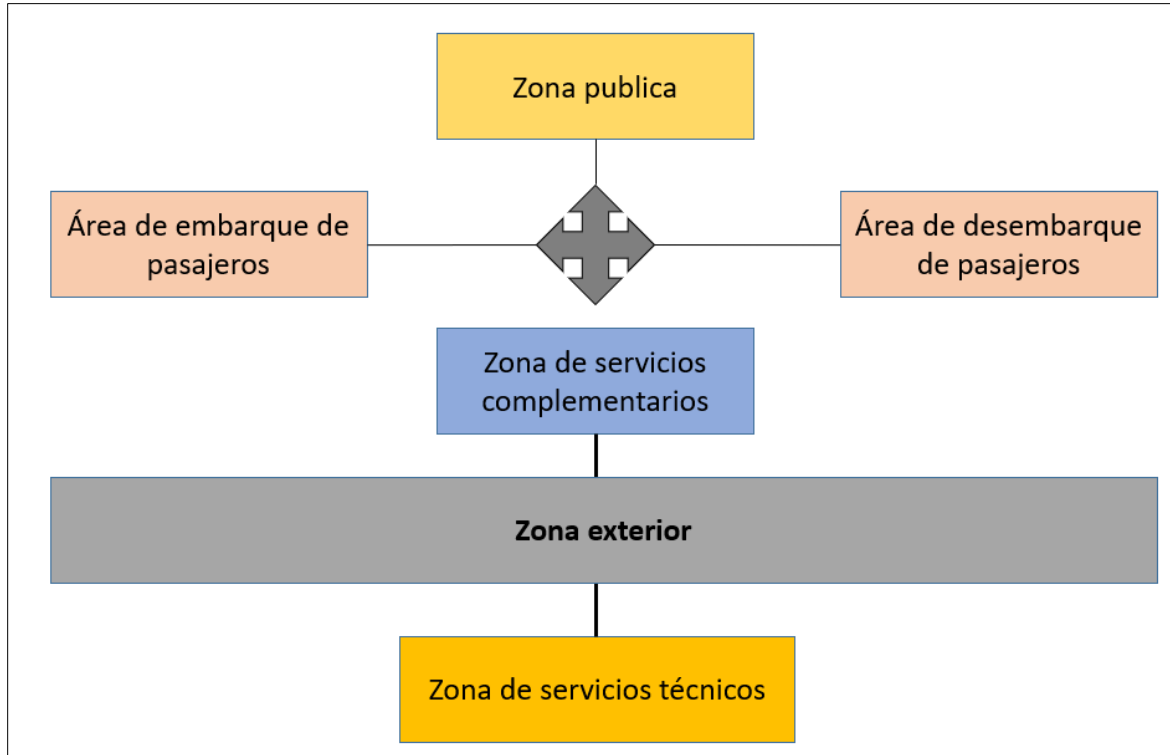 Zona publica
Área de embarque de
pasajeros
Área de desembarque
de pasajeros
Zona de servicios
complementarios
Zona exterior
Zona de servicios técnicos